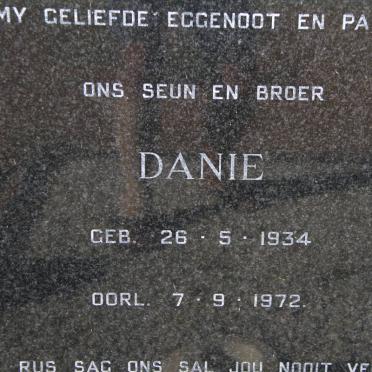 MY GELIEFDE EGGENOOT EN PA
ONS SEUN EN BROER
DANIE
GEB. 26 · 5 · 1934
OORL. 7 · 9 · 1972.
RUS SAG ONS SAL JOU NOOIT VE